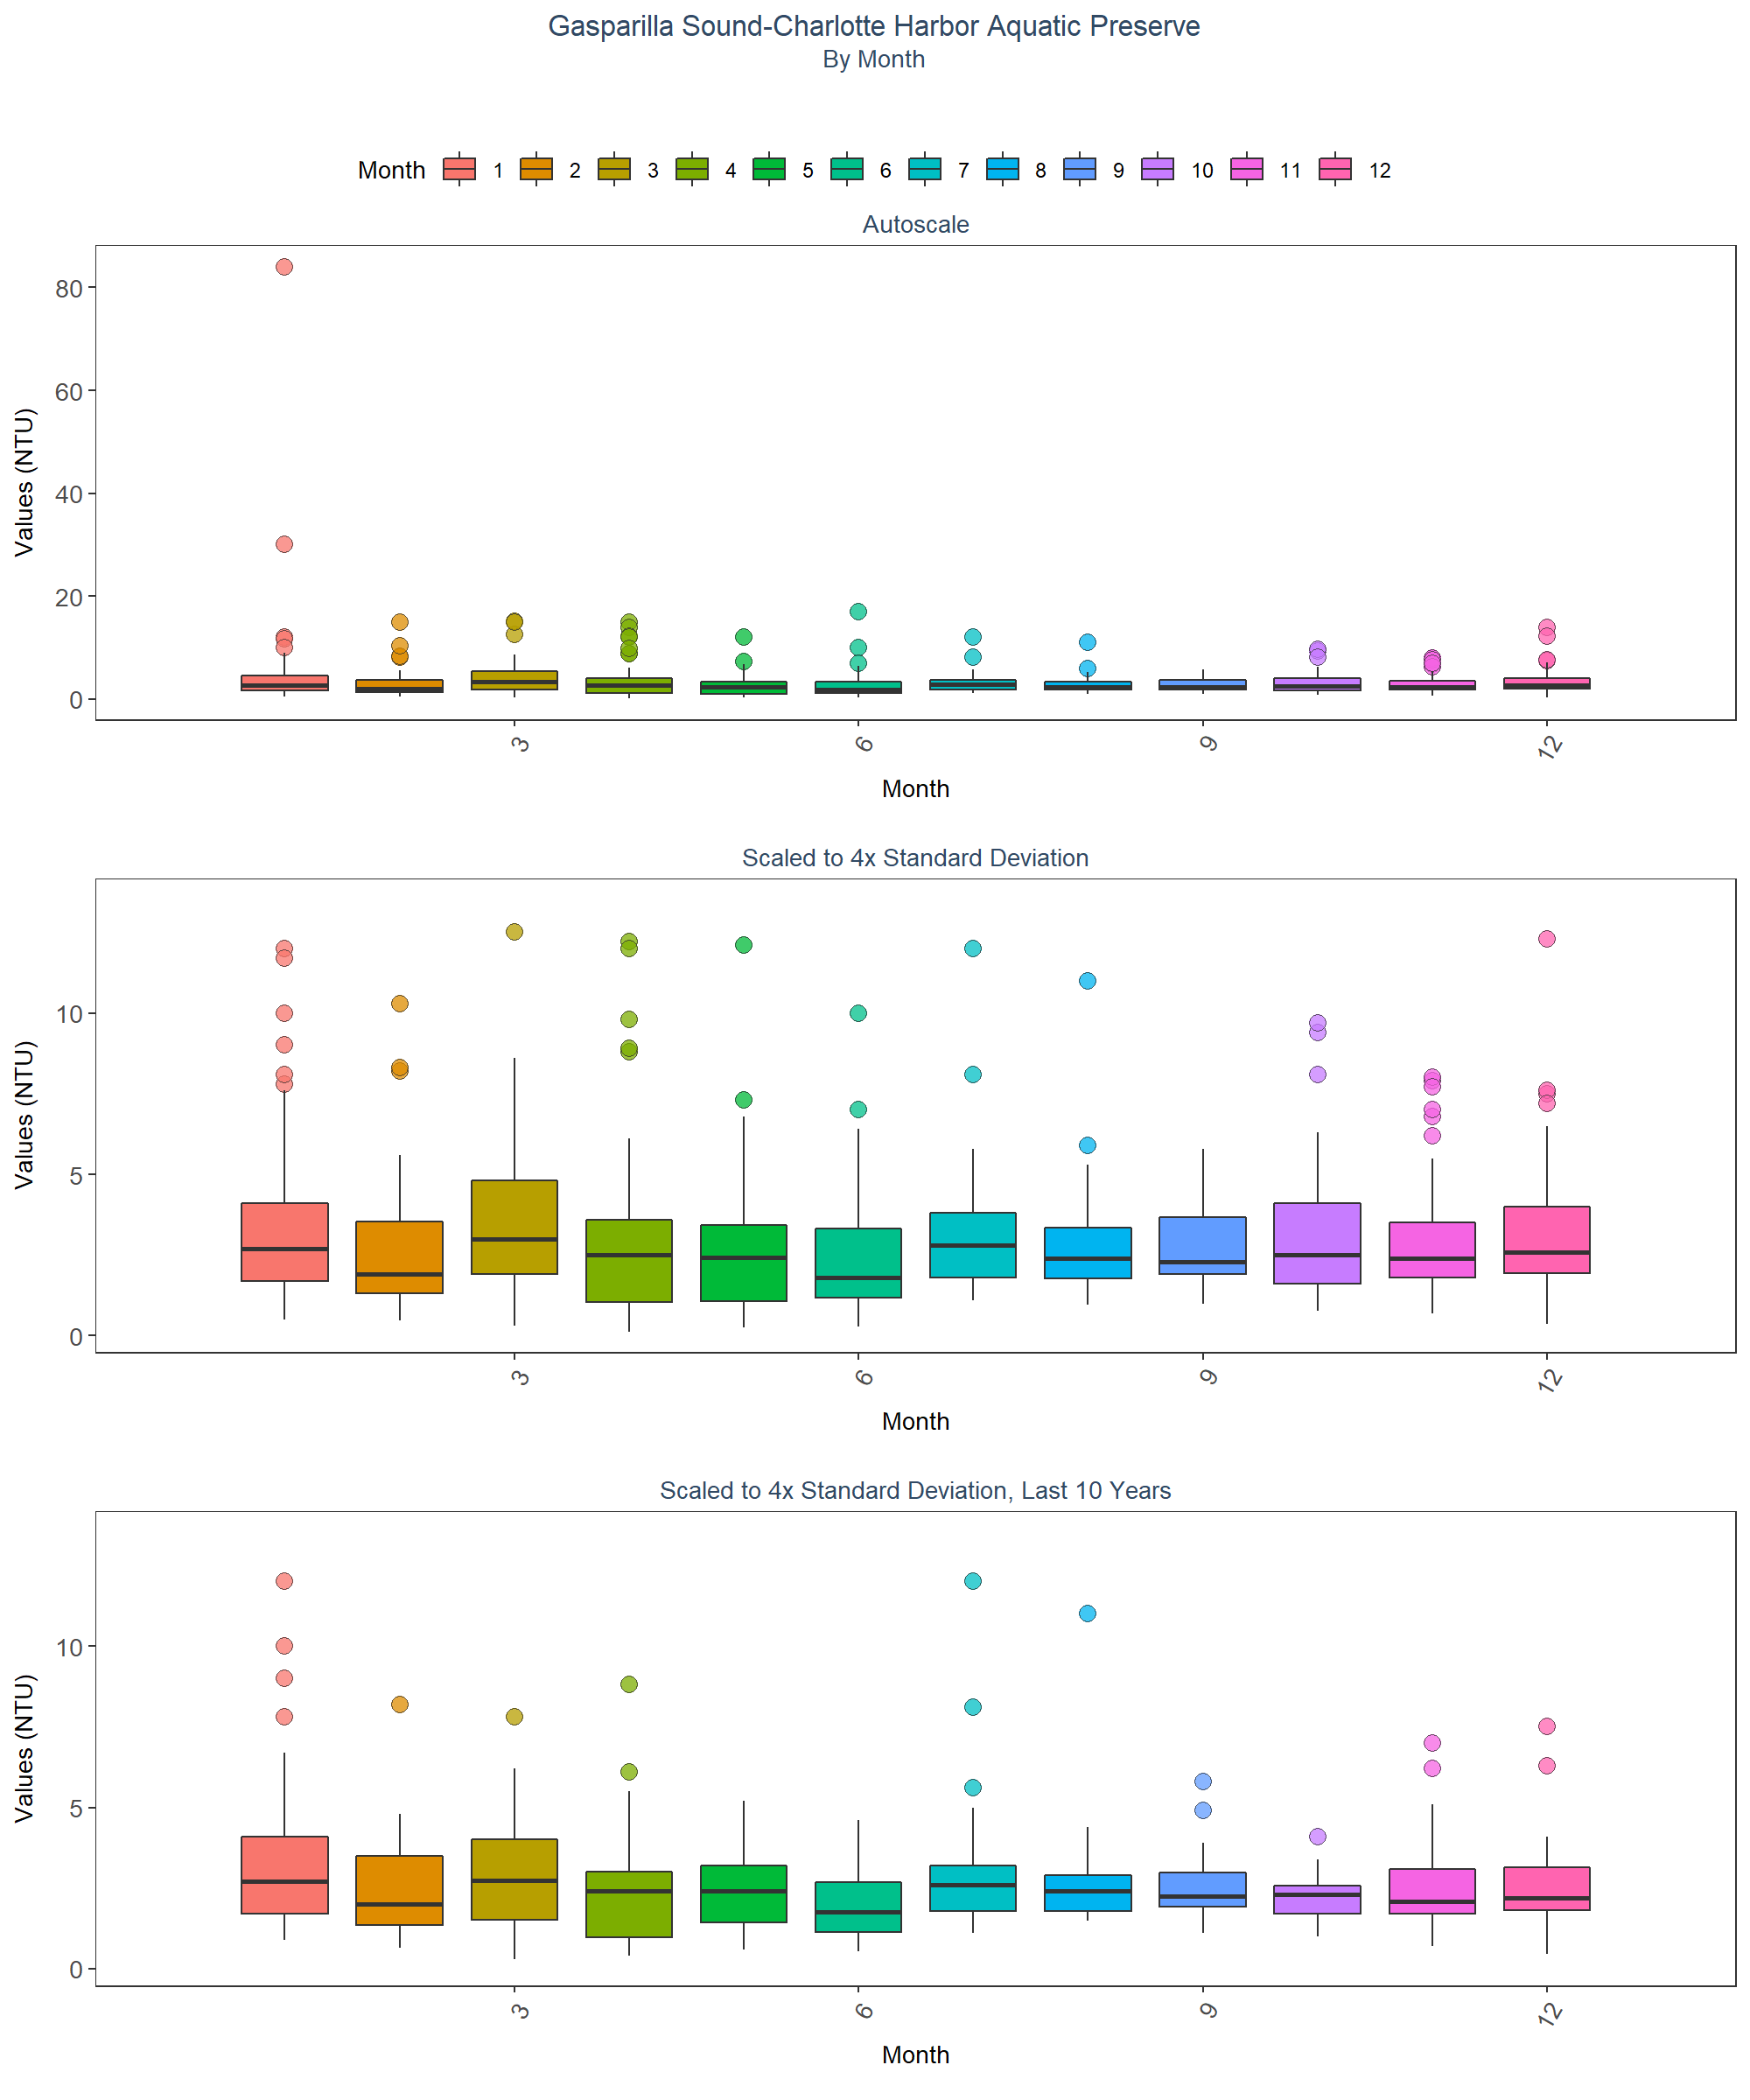 Gasparilla Sound-Charlotte Harbor Aquatic Preserve
By Month
Month 1 2 3 4 5 6 7 8 9 10 11 12
Autoscale
80
60
40
20
0
Values (NTU)
3 6 9 12
Month
Scaled to 4x Standard Deviation
10
5
0
Values (NTU)
3 6 9 12
Month
Scaled to 4x Standard Deviation, Last 10 Years
10
5
0
Values (NTU)
3 6 9 12
Month